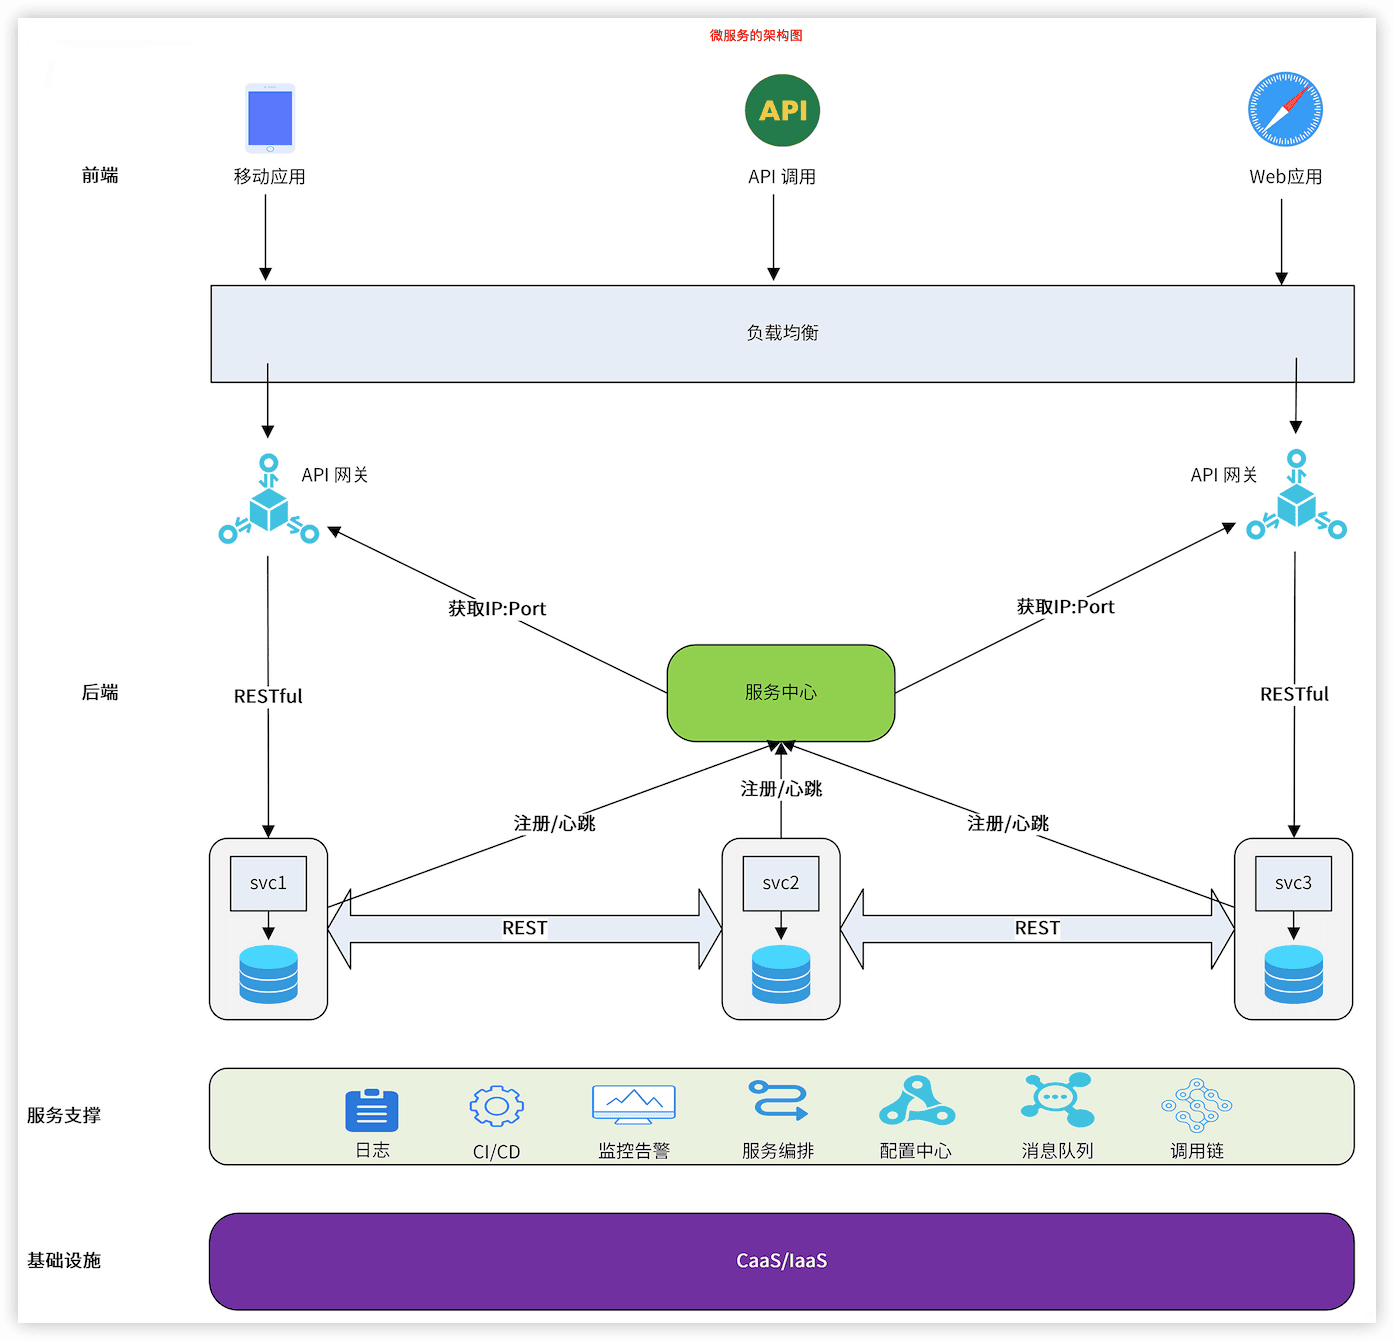 微服务的架构图
API
前端
移动应用
API 调用
Web应用
负载均衡
API 网关
API 网关
获取IP:Port
获取IP:Port
后端
RESTful
服务中心
RESTful
注册/心跳
注册/心跳
注册/心跳
svc1
svc2
svc3
REST
REST
服务支撑
日志
CI/CD
监控告警
服务编排
配置中心
消息队列
调用链
基础设施
CaaS/IaaS